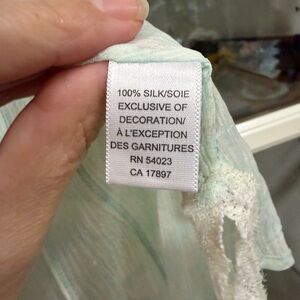 100% SILK/SOIE
EXCLUSIVE OF
DECORATION/
À L'EXCEPTION
DES GARNITURES
RN 54023
CA 17897